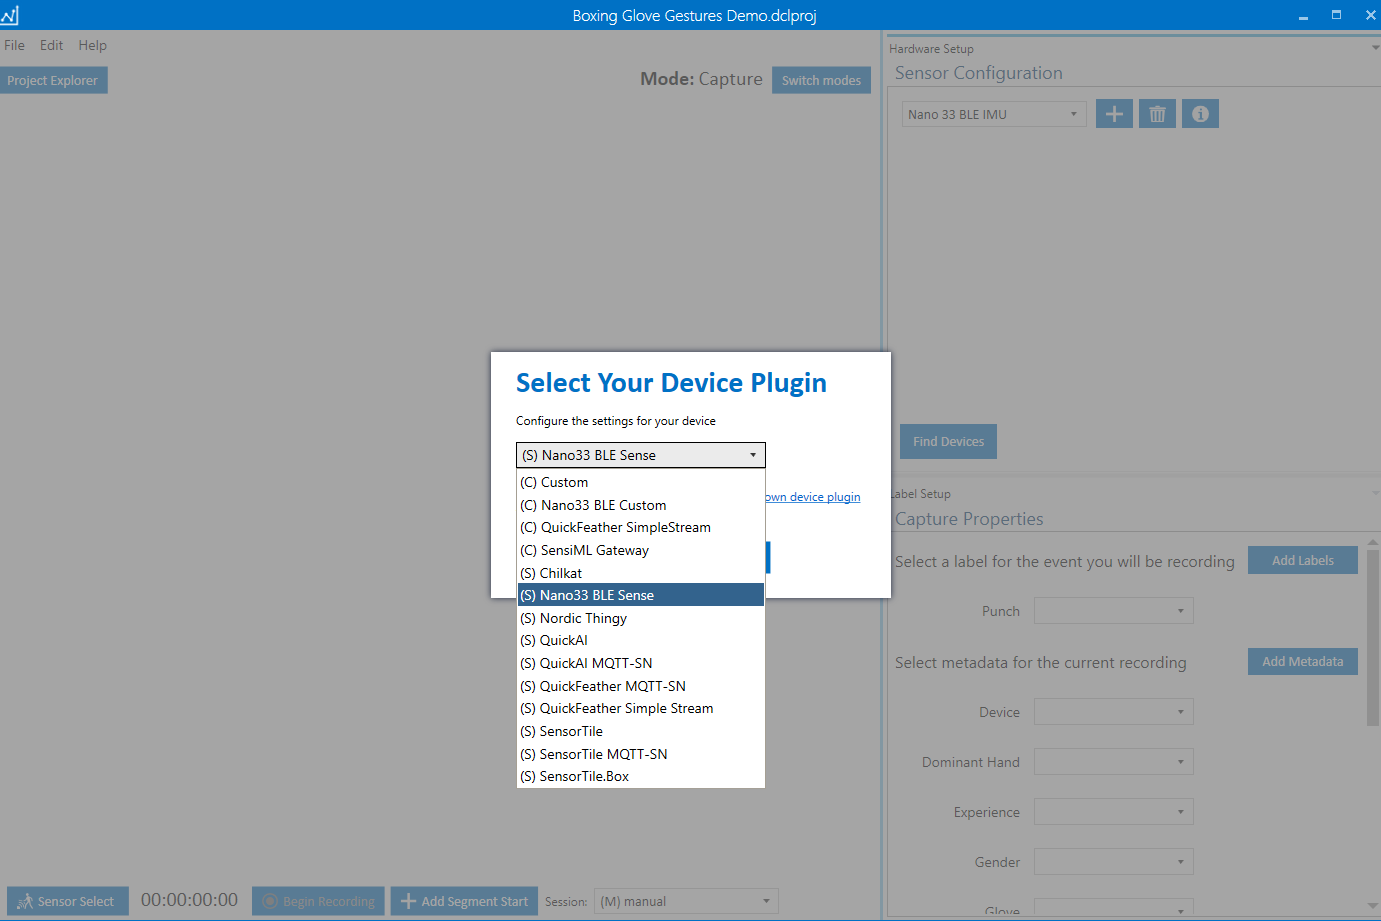 Boxing Glove Gestures Demo.dclproj
File Edit Help
Project Explorer
Mode: Capture
Switch modes
Hardware Setup
Sensor Configuration
Nano 33 BLE IMU
Find Devices
Select Your Device Plugin
Configure the settings for your device
(S) Nano33 BLE Sense
(C) Custom
(C) Nano33 BLE Custom
(C) QuickFeather SimpleStream
(C) SensiML Gateway
(S) Chilkat
(S) Nano33 BLE Sense
(S) Nordic Thingy
(S) QuickAI
(S) QuickAI MQTT-SN
(S) QuickFeather MQTT-SN
(S) QuickFeather Simple Stream
(S) SensorTile
(S) SensorTile MQTT-SN
(S) SensorTile.Box
own device plugin
Label Setup
Capture Properties
Select a label for the event you will be recording
Add Labels
Punch
Select metadata for the current recording
Add Metadata
Device
Dominant Hand
Experience
Gender
Glove
Sensor Select
00:00:00:00
Begin Recording
Add Segment Start
Session:
(M) manual